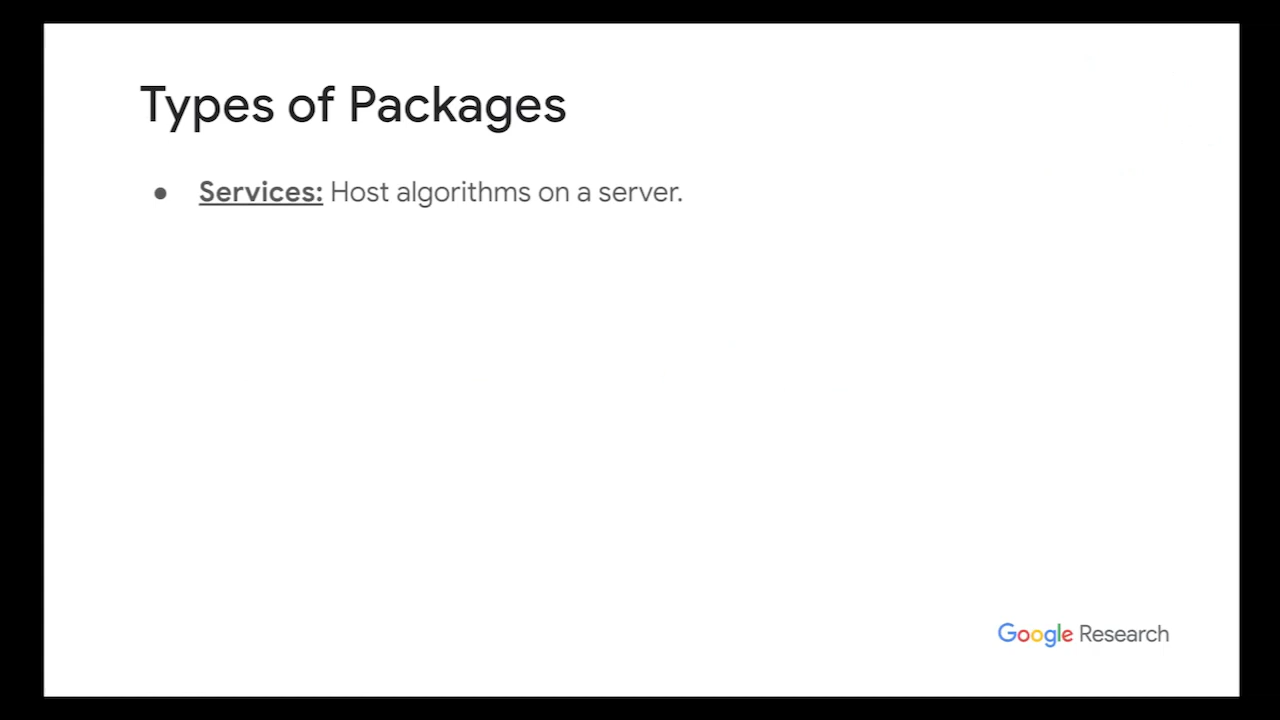 Types of Packages
● Services: Host algorithms on a server.
Google Research